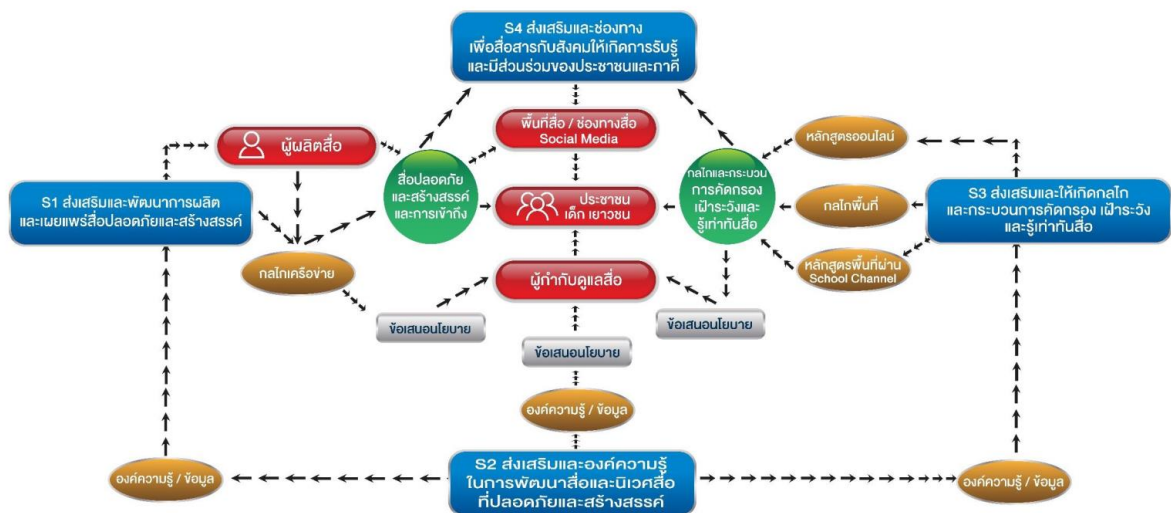 S4 ส่งเสริมและช่องทาง
เพื่อสื่อสารกับสังคมให้เกิดการรับรู้
และมีส่วนร่วมของประชาชนและภาคี
ผู้ผลิตสื่อ
พื้นที่สื่อ / ช่องทางสื่อ
Social Media
หลักสูตรออนไลน์
S1 ส่งเสริมและพัฒนาการผลิต
และเผยแพร่สื่อปลอดภัยและสร้างสรรค์
สื่อปลอดภัย
และสร้างสรรค์
และการเข้าถึง
ประชาชน
เด็ก เยาวชน
กลไกและกระบวน
การคัดกรอง
เฝ้าระวังและ
รู้เท่าทันสื่อ
กลไกพื้นที่
S3 ส่งเสริมและให้เกิดกลไก
และกระบวนการคัดกรอง เฝ้าระวัง
และรู้เท่าทันสื่อ
กลไกเครือข่าย
ผู้กำกับดูแลสื่อ
หลักสูตรพื้นที่ผ่าน
School Channel
ข้อเสนอนโยบาย
ข้อเสนอนโยบาย
ข้อเสนอนโยบาย
องค์ความรู้ / ข้อมูล
องค์ความรู้ / ข้อมูล
S2 ส่งเสริมและองค์ความรู้
ในการพัฒนาสื่อและนิเวศสื่อ
ที่ปลอดภัยและสร้างสรรค์
องค์ความรู้ / ข้อมูล